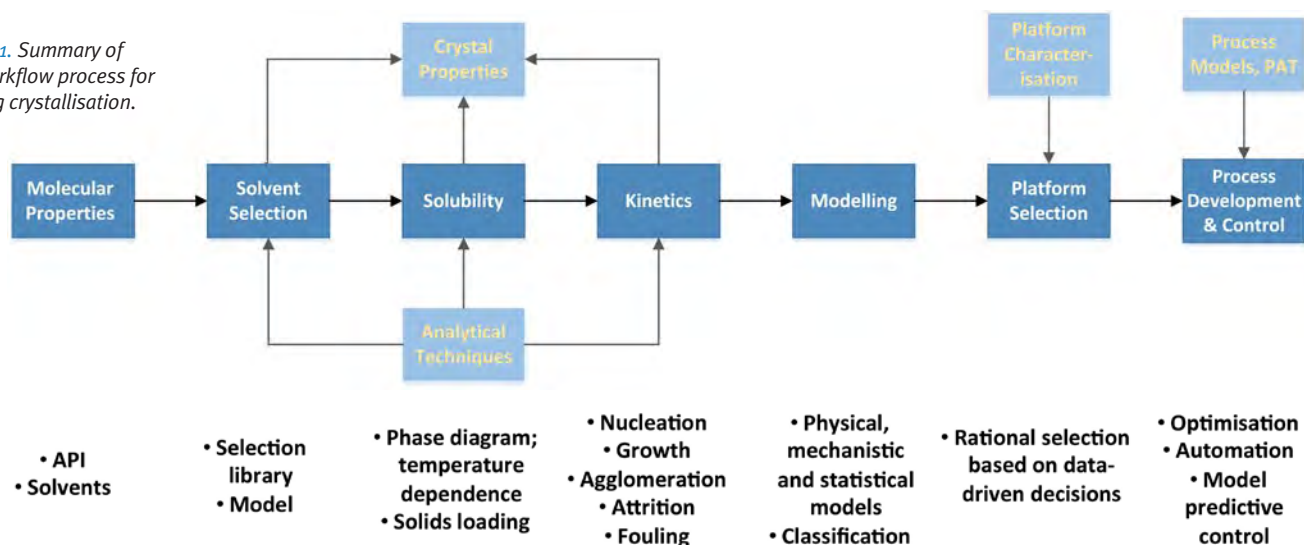 1. Summary of
process for
crystallisation.
Crystal
Properties
Platform
Character-
isation
Process
Models, PAT
Molecular
Properties
Solvent
Selection
Solubility
Kinetics
Modelling
Platform
Selection
Process
Development
& Control
Analytical
Techniques
• API
• Solvents
• Selection
library
• Model
• Phase diagram;
temperature
dependence
• Solids loading
• Nucleation
• Growth
• Agglomeration
• Attrition
• Fouling
• Physical,
mechanistic
and statistical
models
• Classification
• Rational selection
based on data-
driven decisions
• Optimisation
• Automation
• Model
predictive
control